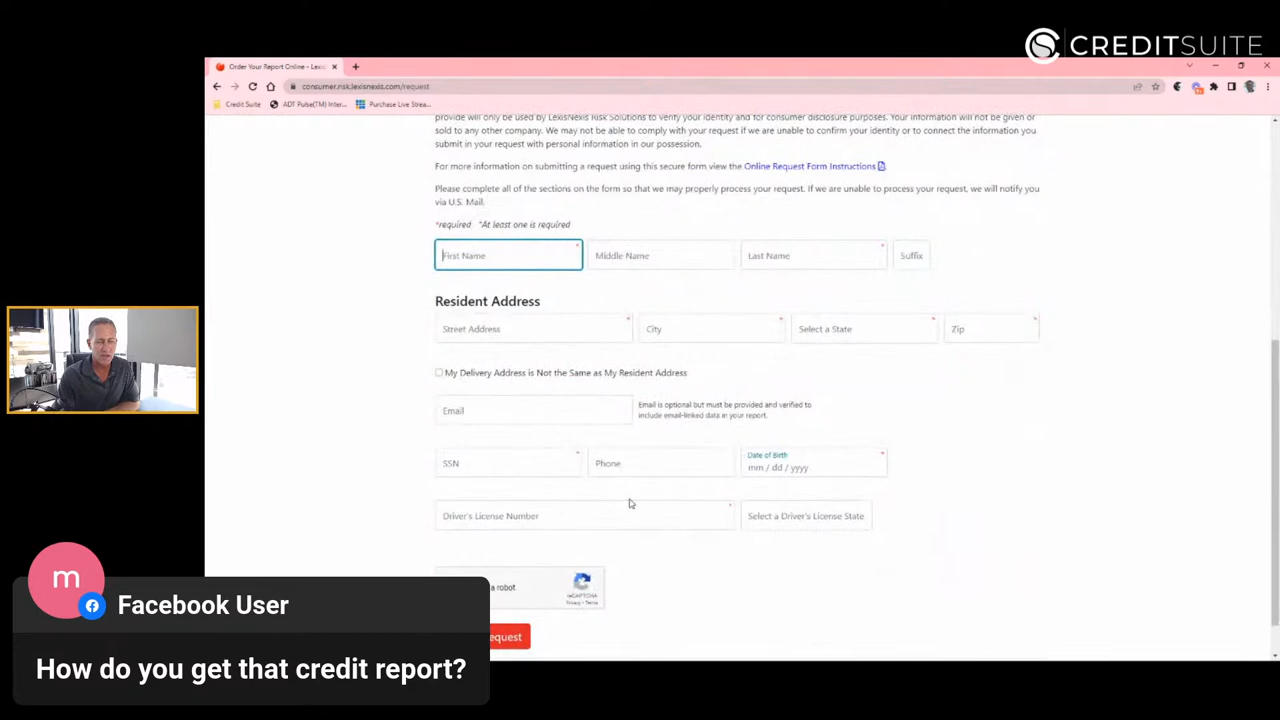 CREDITSUITE
Order Your Report Online - Lexis
consumer.risk.lexisnexis.com/request
Credit Suite ADT Pulse(TM) Inter... Purchase Live Strea...
provide will only be used by LexisNexis Risk Solutions to verify your identity and for consumer disclosure purposes. Your information will not be given or
sold to any other company. We may not be able to comply with your request if we are unable to confirm your identity or to connect the information you
submit in your request with personal information in our possession.
For more information on submitting a request using this secure form view the Online Request Form Instructions.
Please complete all of the sections on the form so that we may properly process your request. If we are unable to process your request, we will notify you
via U.S. Mail.
*required *At least one is required
First Name * Middle Name Last Name * Suffix
Resident Address
Street Address * City * Select a State * Zip *
My Delivery Address is Not the Same as My Resident Address
Email
Email is optional but must be provided and verified to
include email-linked data in your report.
SSN * Phone Date of Birth
mm / dd / yyyy *
Driver's License Number * Select a Driver's License State
a robot
reCAPTCHA
Privacy - Terms
equest
m
Facebook User
How do you get that credit report?